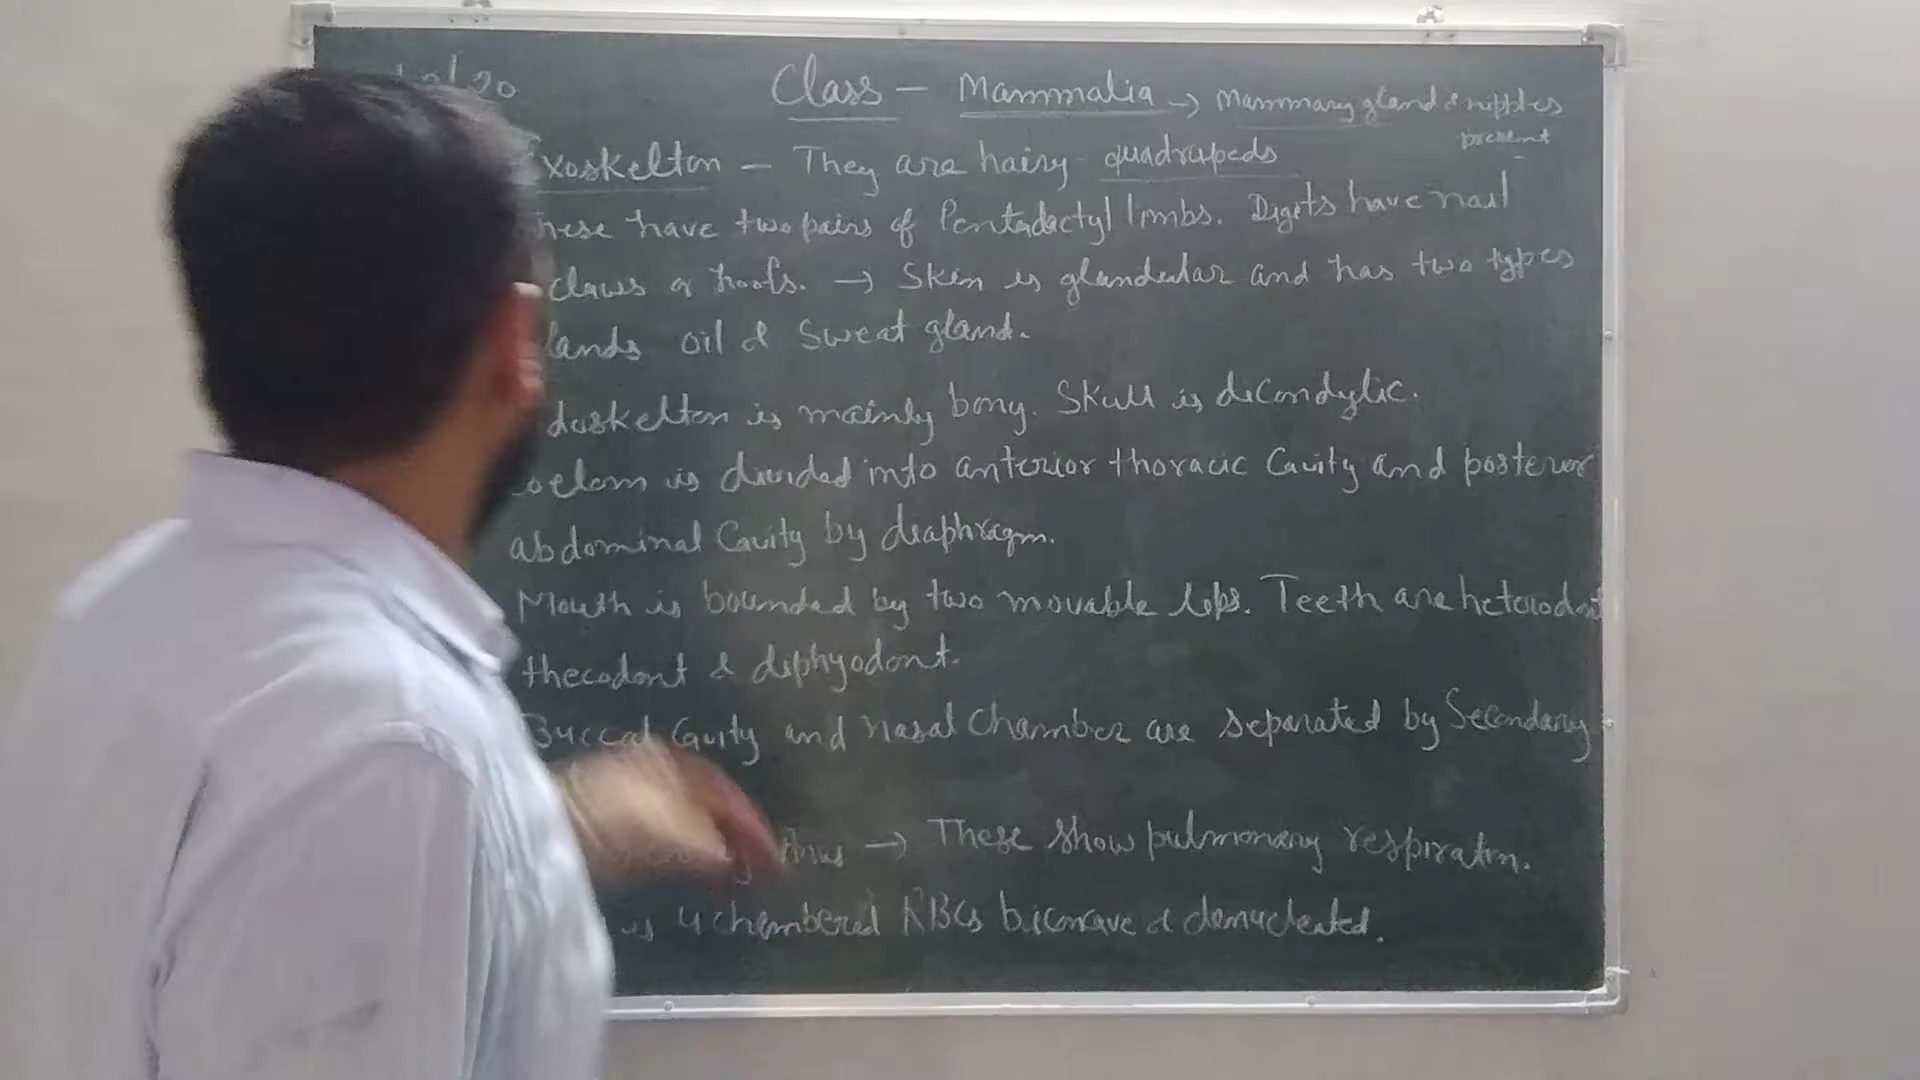 20
Class – Mammalia → Mammary gland & nipples
present
xoskelton – They are hairy quadrupeds
hese have two pairs of Pentadactyl limbs. Digits have nail
claws or hoofs. → Skin is glandular and has two types
lands oil & Sweat gland.
doskelton is mainly bony. Skull is dicondylic.
oelom is divided into anterior thoracic Cavity and posterior
abdominal Cavity by diaphragm.
Mouth is bounded by two movable lips. Teeth are heterodont
thecodont & diphyodont.
Buccal Cavity and nasal Chamber are separated by Secondary
→ These show pulmonary respiration.
is 4 chambered RBCs biconcave & denucleated.